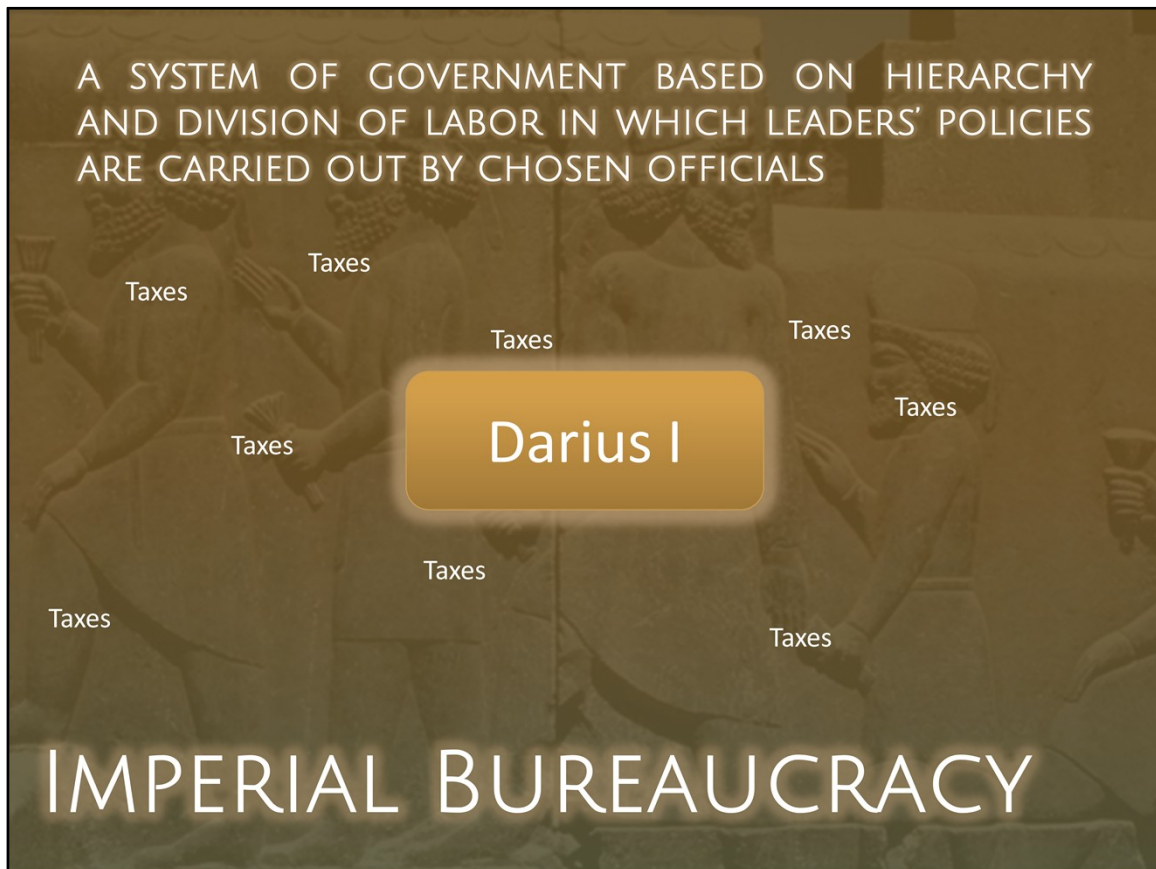 A SYSTEM OF GOVERNMENT BASED ON HIERARCHY
AND DIVISION OF LABOR IN WHICH LEADERS’ POLICIES
ARE CARRIED OUT BY CHOSEN OFFICIALS
Taxes
Taxes
Taxes
Taxes
Taxes
Taxes
Darius I
Taxes
Taxes
Taxes
IMPERIAL BUREAUCRACY